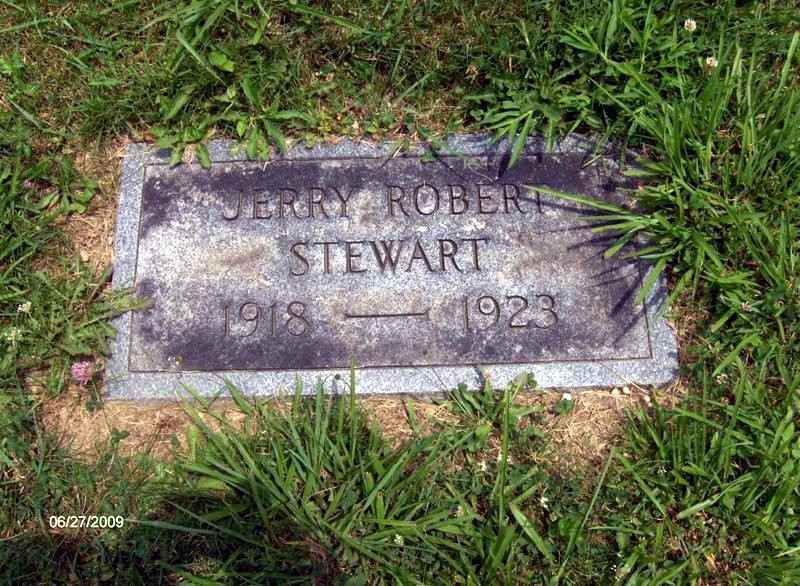 JERRY ROBERT
STEWART
1918 — 1923
06/27/2009